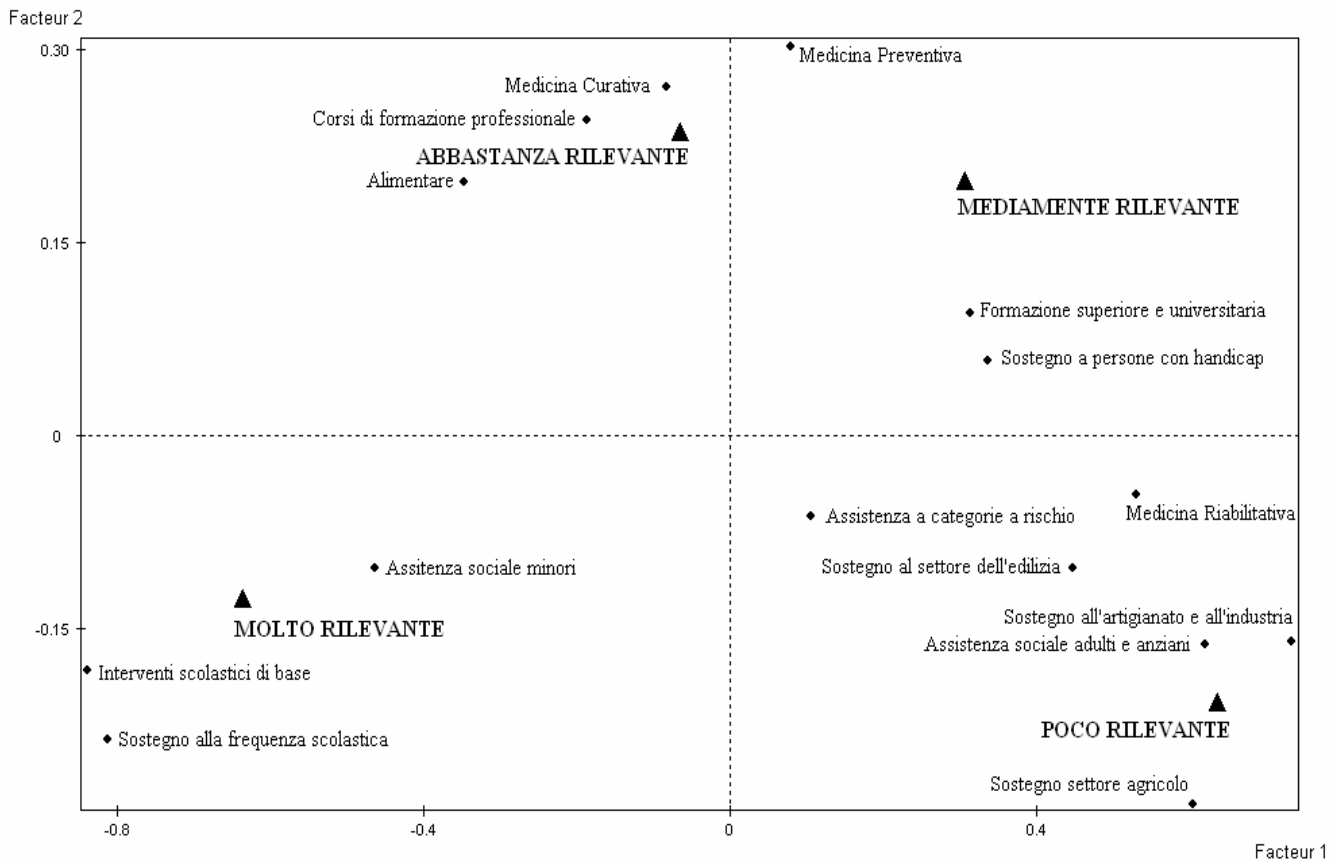 Facteur 2
0.30
Medicina Preventiva
Medicina Curativa
Corsi di formazione professionale
ABBASTANZA RILEVANTE
Alimentare
MEDIAMENTE RILEVANTE
0.15
Formazione superiore e universitaria
Sostegno a persone con handicap
0
Medicina Riabilitativa
Assistenza a categorie a rischio
Sostegno al settore dell'edilizia
Assitenza sociale minori
Sostegno all'artigianato e all'industria
-0.15
MOLTO RILEVANTE
Assistenza sociale adulti e anziani
Interventi scolastici di base
POCO RILEVANTE
Sostegno alla frequenza scolastica
Sostegno settore agricolo
-0.8
-0.4
0
0.4
Facteur 1